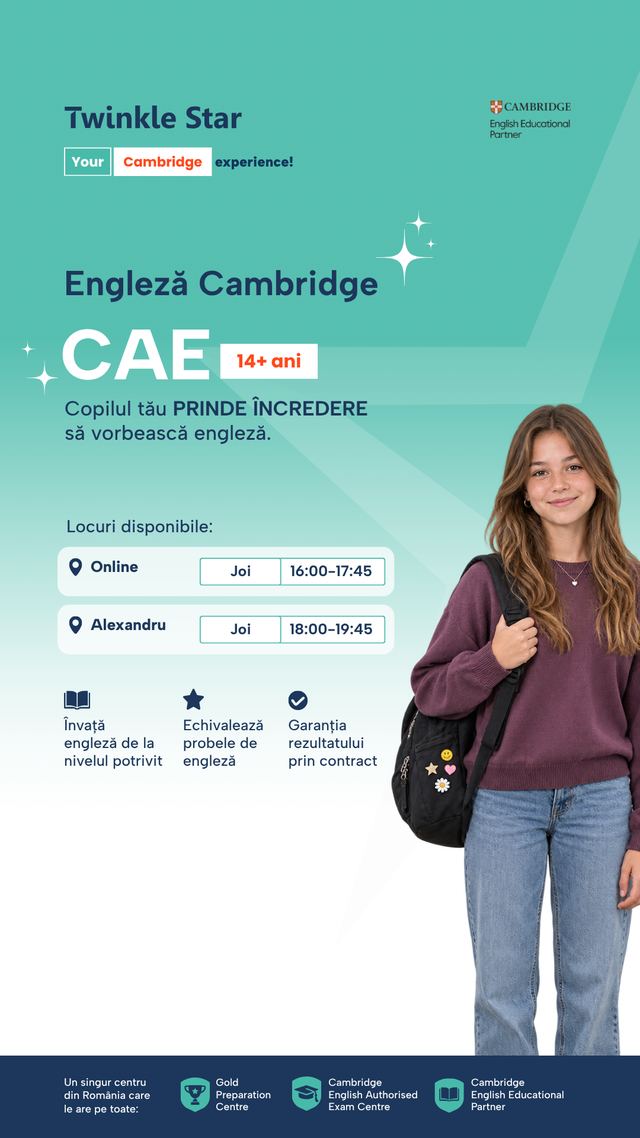 Twinkle Star
CAMBRIDGE
English Educational
Partner
Your Cambridge experience!
Engleză Cambridge
CAE 14+ ani
Copilul tău PRINDE ÎNCREDERE
să vorbească engleză.
Locuri disponibile:
Online Joi 16:00-17:45
Alexandru Joi 18:00-19:45
Învață
engleză de la
nivelul potrivit
Echivalează
probele de
engleză
Garanția
rezultatului
prin contract
Un singur centru
din România care
le are pe toate:
Gold
Preparation
Centre
Cambridge
English Authorised
Exam Centre
Cambridge
English Educational
Partner